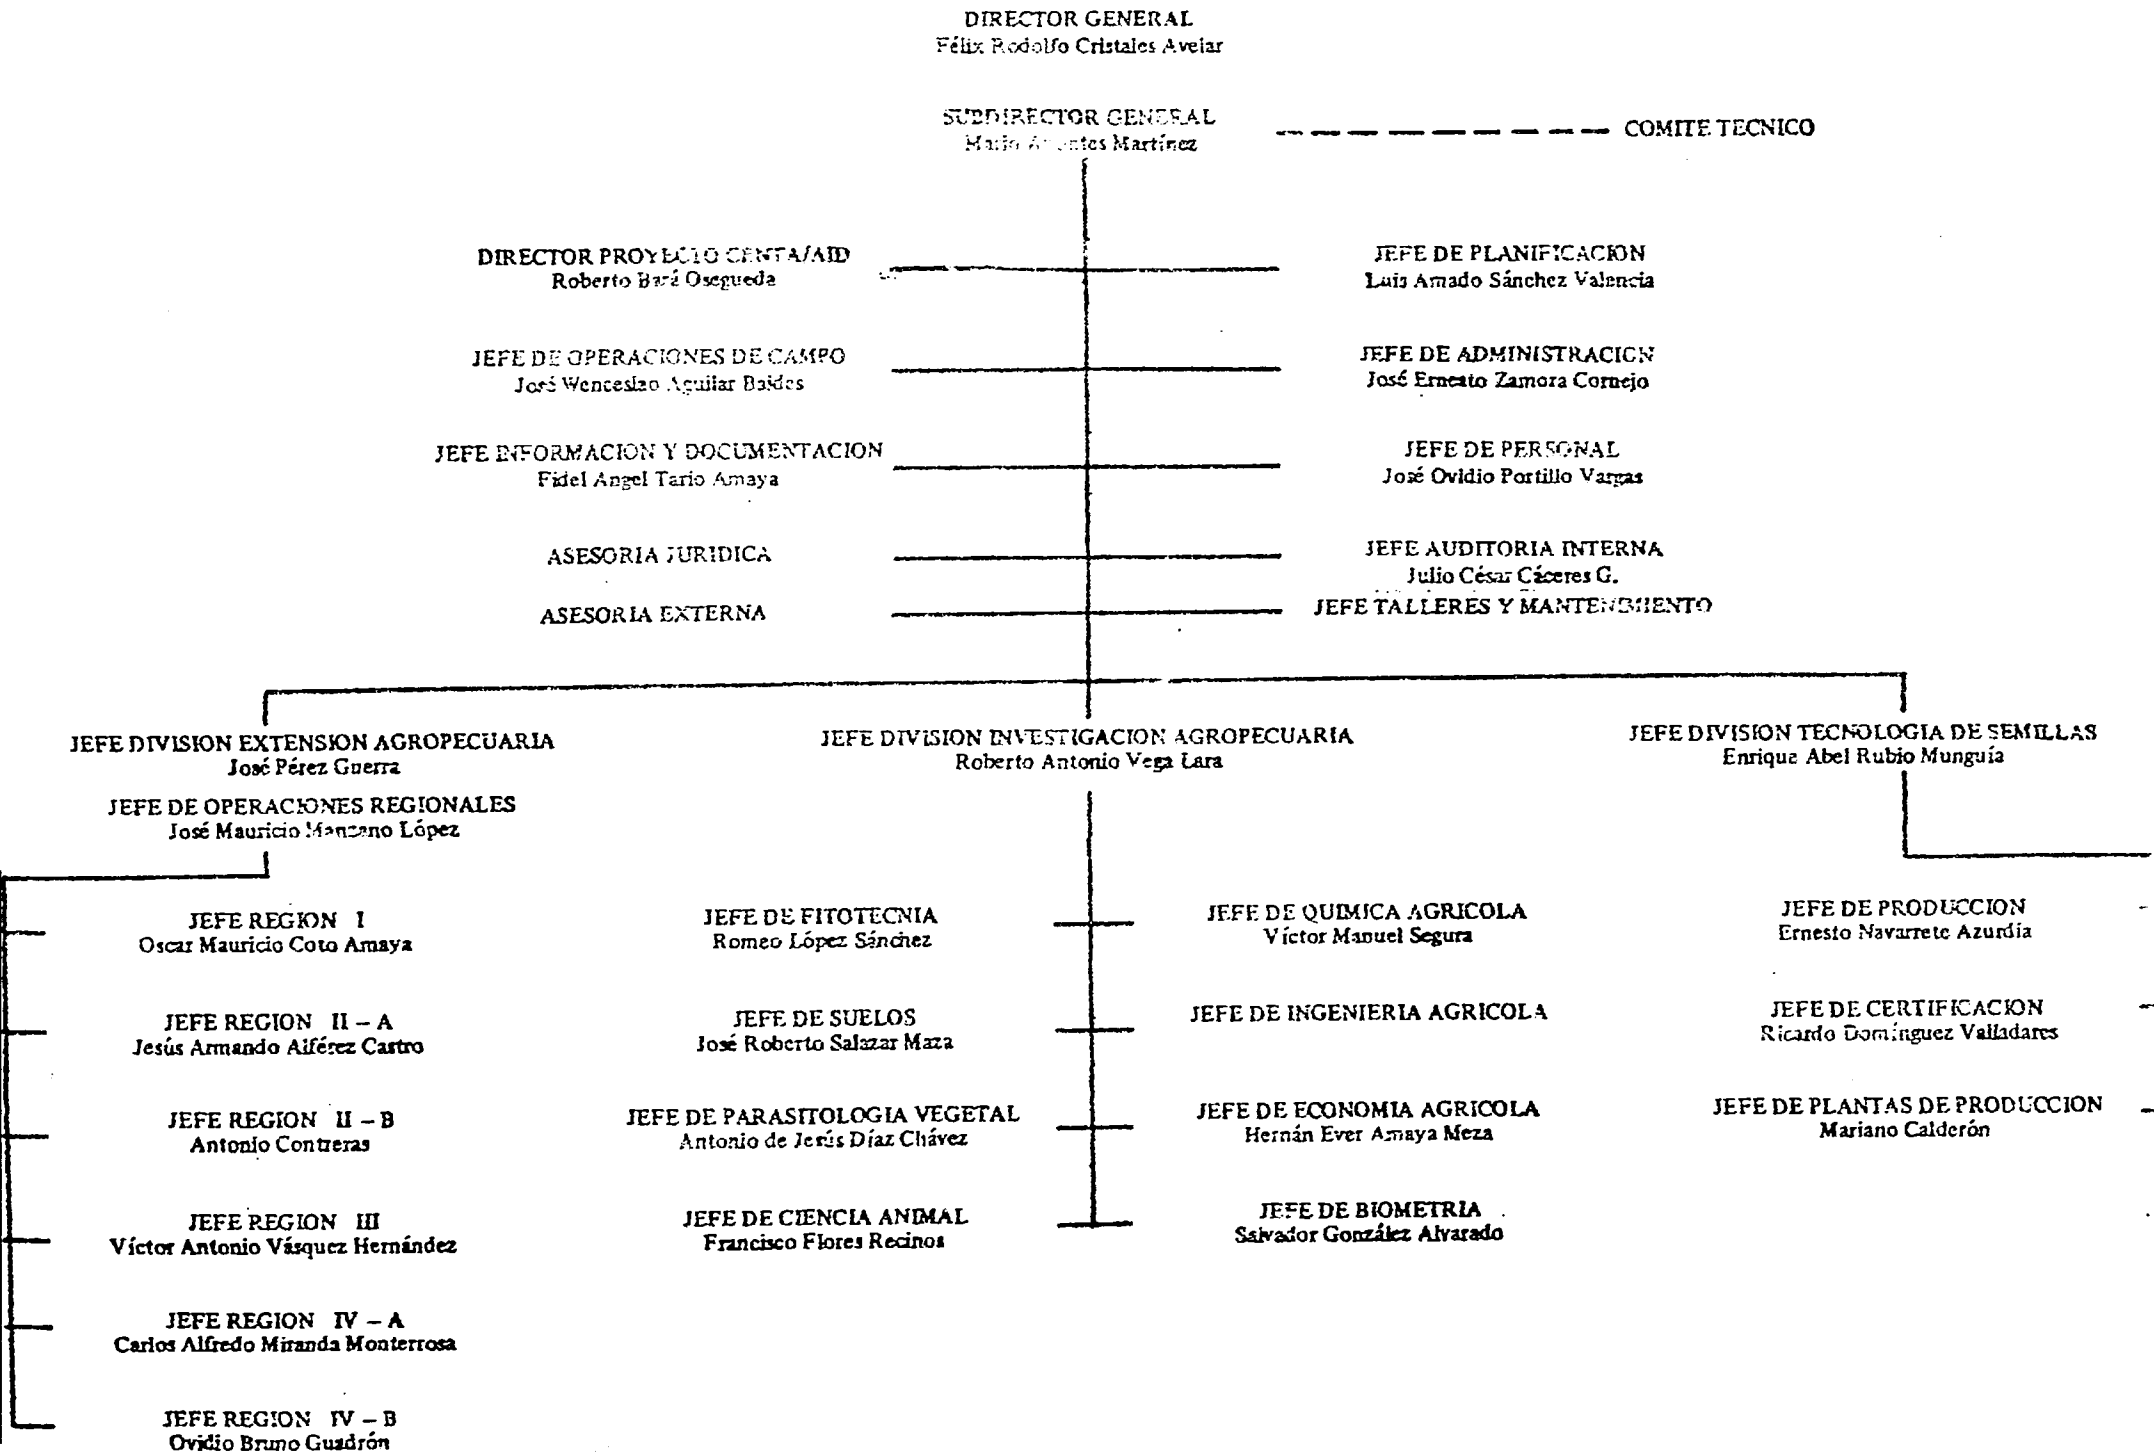 DIRECTOR GENERAL
Félix Rodolfo Cristales Avelar
SUBDIRECTOR GENERAL
Mario Martínez
COMITE TECNICO
DIRECTOR PROYECTO CENTA/AID
Roberto Bará Osegueda
JEFE DE PLANIFICACION
Luis Amado Sánchez Valencia
JEFE DE OPERACIONES DE CAMPO
José Wenceslao Aguilar Baides
JEFE DE ADMINISTRACION
José Ernesto Zamora Cornejo
JEFE INFORMACION Y DOCUMENTACION
Fidel Angel Tario Amaya
JEFE DE PERSONAL
José Ovidio Portillo Vargas
ASESORIA JURIDICA
JEFE AUDITORIA INTERNA
Julio César Cáceres G.
ASESORIA EXTERNA
JEFE TALLERES Y MANTENIMIENTO
JEFE DIVISION EXTENSION AGROPECUARIA
José Pérez Guerra
JEFE DE OPERACIONES REGIONALES
José Mauricio Manzano López
JEFE DIVISION INVESTIGACION AGROPECUARIA
Roberto Antonio Vega Lara
JEFE DIVISION TECNOLOGIA DE SEMILLAS
Enrique Abel Rubio Munguía
JEFE REGION I
Oscar Mauricio Coto Amaya
JEFE REGION II – A
Jesús Armando Alférez Castro
JEFE REGION II – B
Antonio Contreras
JEFE REGION III
Víctor Antonio Vásquez Hernández
JEFE REGION IV – A
Carlos Alfredo Miranda Monterrosa
JEFE REGION IV – B
Ovidio Bruno Guadrón
JEFE DE FITOTECNIA
Romeo López Sánchez
JEFE DE SUELOS
José Roberto Salazar Maza
JEFE DE PARASITOLOGIA VEGETAL
Antonio de Jesús Díaz Chávez
JEFE DE CIENCIA ANIMAL
Francisco Flores Recinos
JEFE DE QUIMICA AGRICOLA
Víctor Manuel Segura
JEFE DE INGENIERIA AGRICOLA
JEFE DE ECONOMIA AGRICOLA
Hernán Ever Amaya Meza
JEFE DE BIOMETRIA
Salvador González Alvarado
JEFE DE PRODUCCION
Ernesto Navarrete Azurdia
JEFE DE CERTIFICACION
Ricardo Domínguez Valladares
JEFE DE PLANTAS DE PRODUCCION
Mariano Calderón